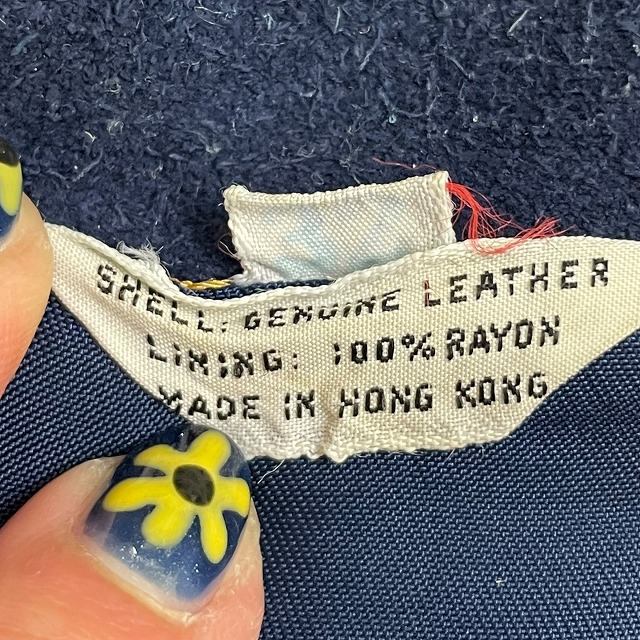 SHELL: GENUINE LEATHER
LINING: 100% RAYON
MADE IN HONG KONG